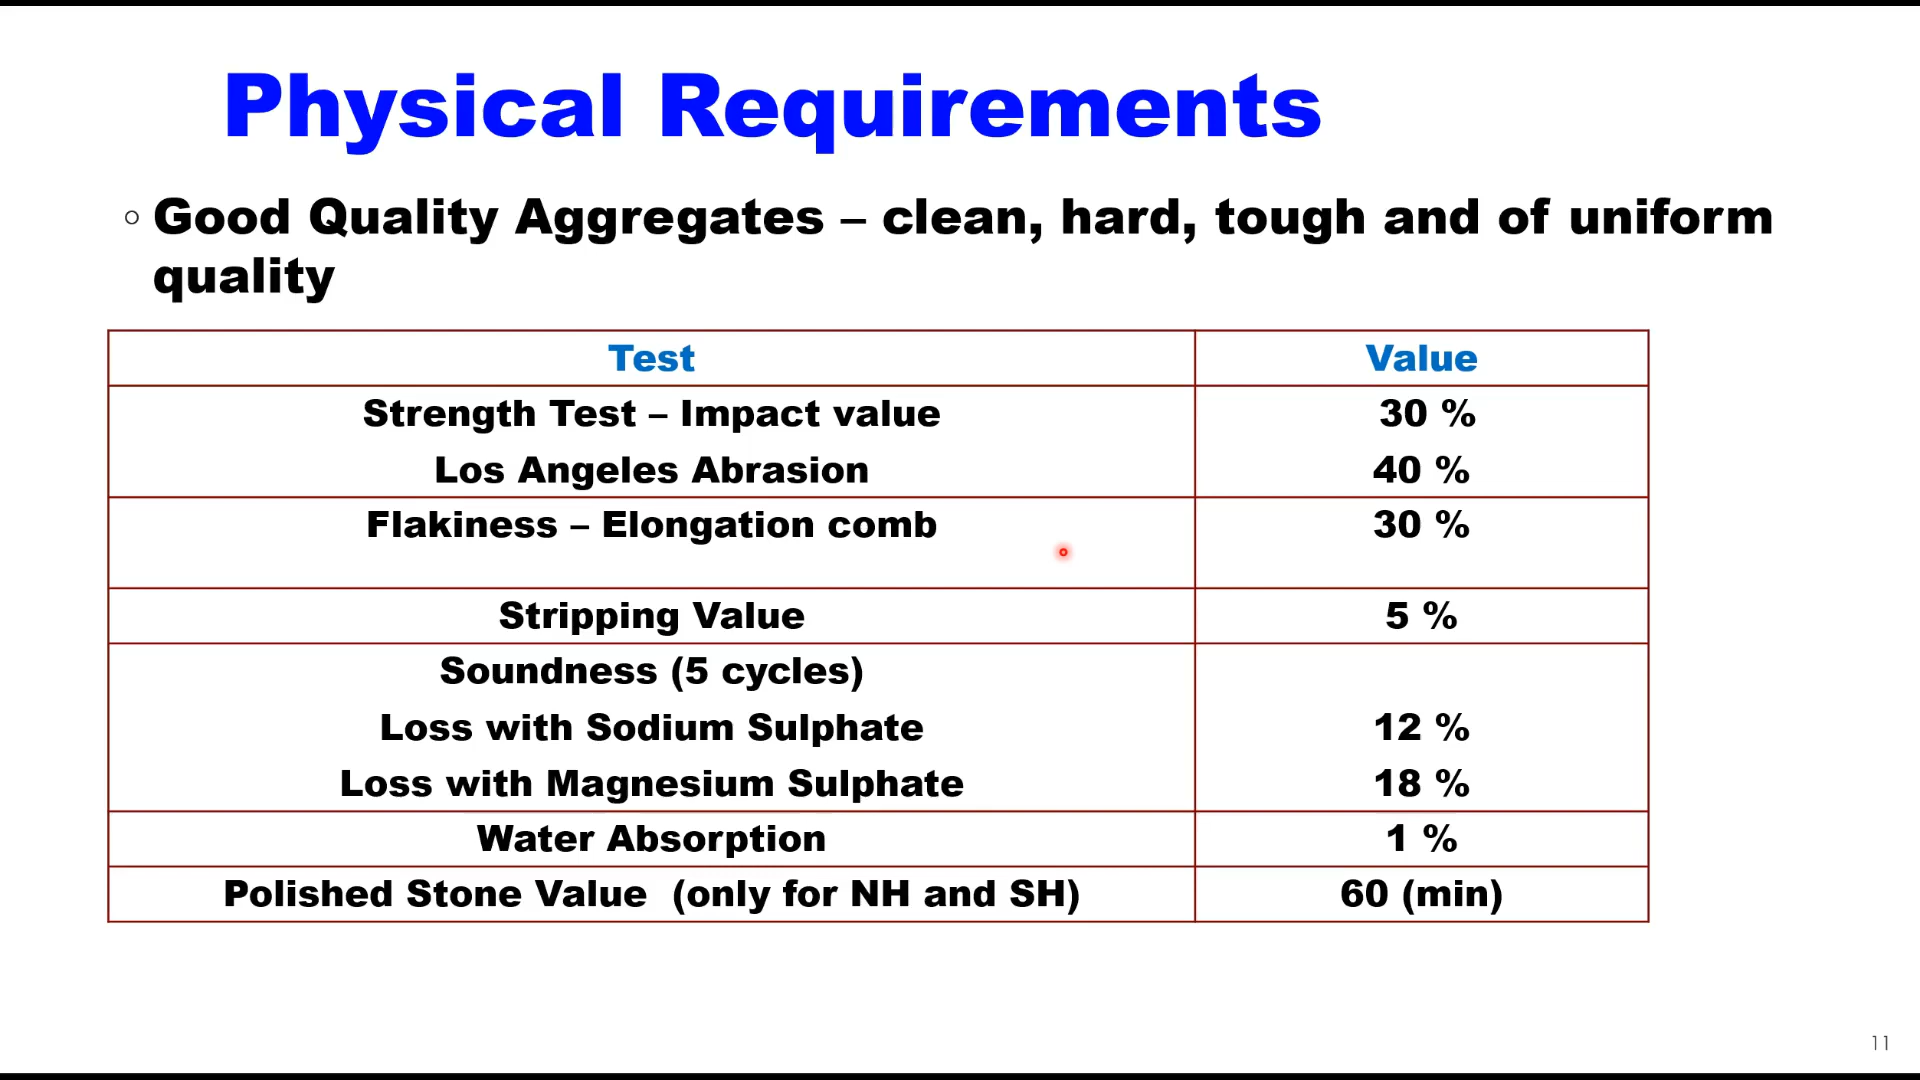 Physical Requirements
◦ Good Quality Aggregates – clean, hard, tough and of uniform
quality
Test Value
Strength Test – Impact value 30 %
Los Angeles Abrasion 40 %
Flakiness – Elongation comb 30 %
Stripping Value 5 %
Soundness (5 cycles)
Loss with Sodium Sulphate 12 %
Loss with Magnesium Sulphate 18 %
Water Absorption 1 %
Polished Stone Value (only for NH and SH) 60 (min)
11